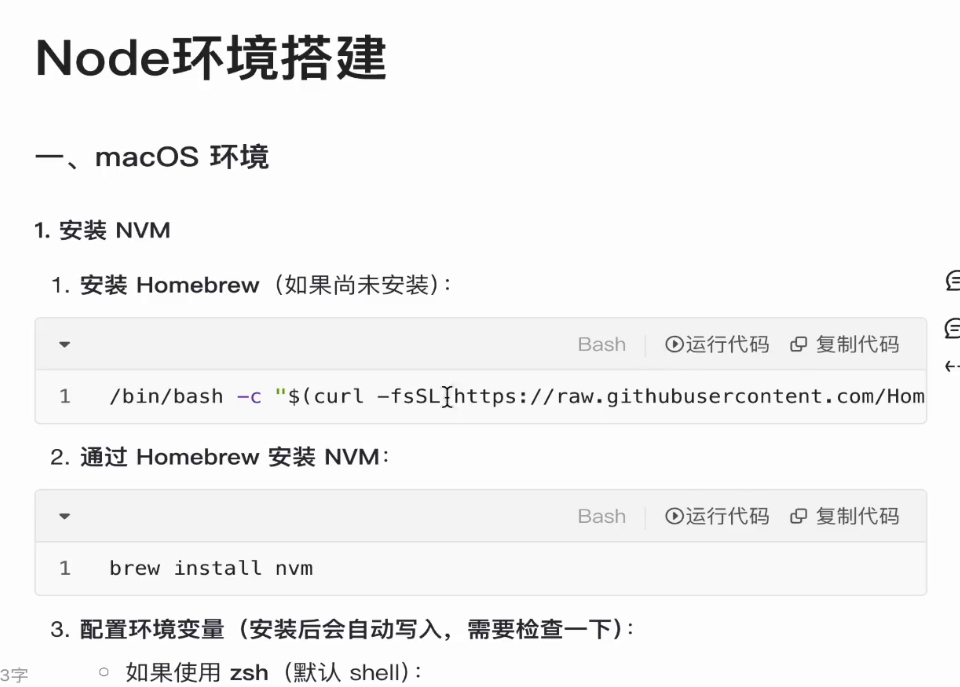 Node环境搭建
一、macOS 环境
1. 安装 NVM
1. 安装 Homebrew（如果尚未安装）：
Bash 运行代码 复制代码
1 /bin/bash -c "$(curl -fsSL https://raw.githubusercontent.com/Hom
2. 通过 Homebrew 安装 NVM：
Bash 运行代码 复制代码
1 brew install nvm
3. 配置环境变量（安装后会自动写入，需要检查一下）：
○ 如果使用 zsh（默认 shell）：
3字